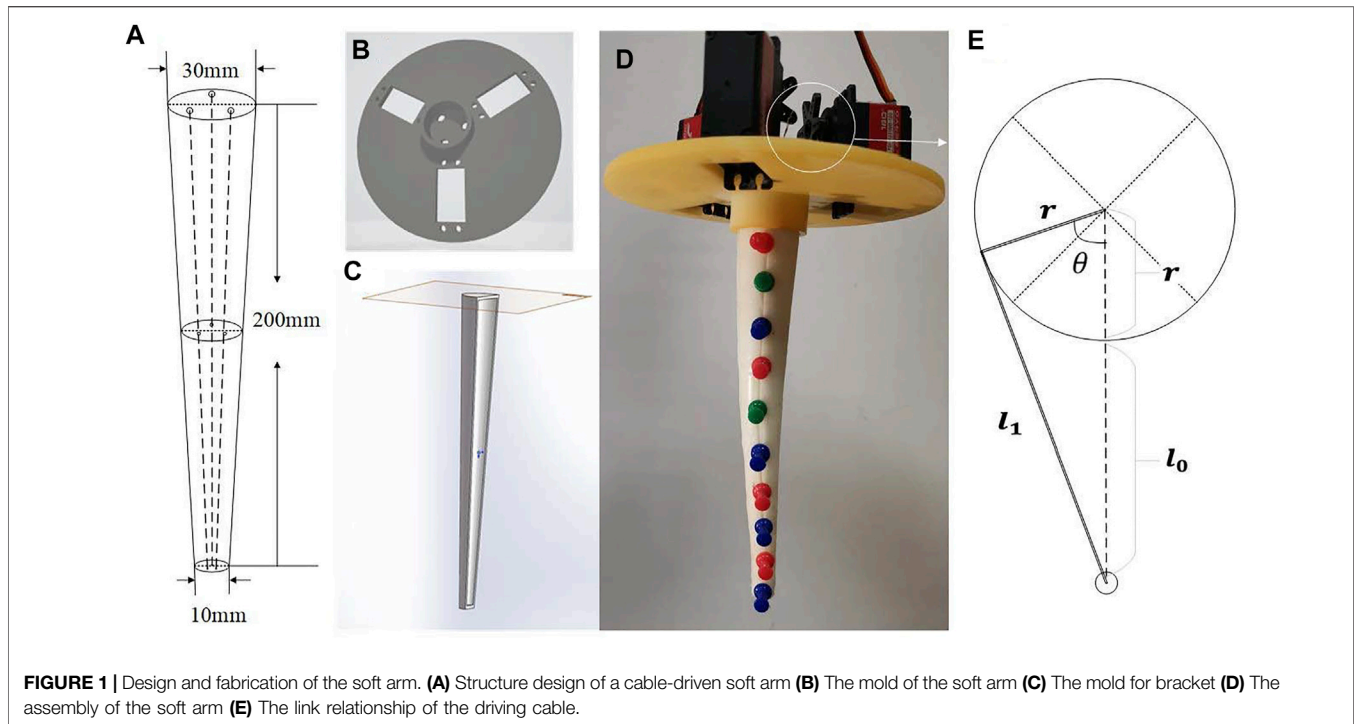 A
30mm
200mm
10mm
B
C
D
E
r
θ
r
l₁
l₀
FIGURE 1 | Design and fabrication of the soft arm. (A) Structure design of a cable-driven soft arm (B) The mold of the soft arm (C) The mold for bracket (D) The
assembly of the soft arm (E) The link relationship of the driving cable.